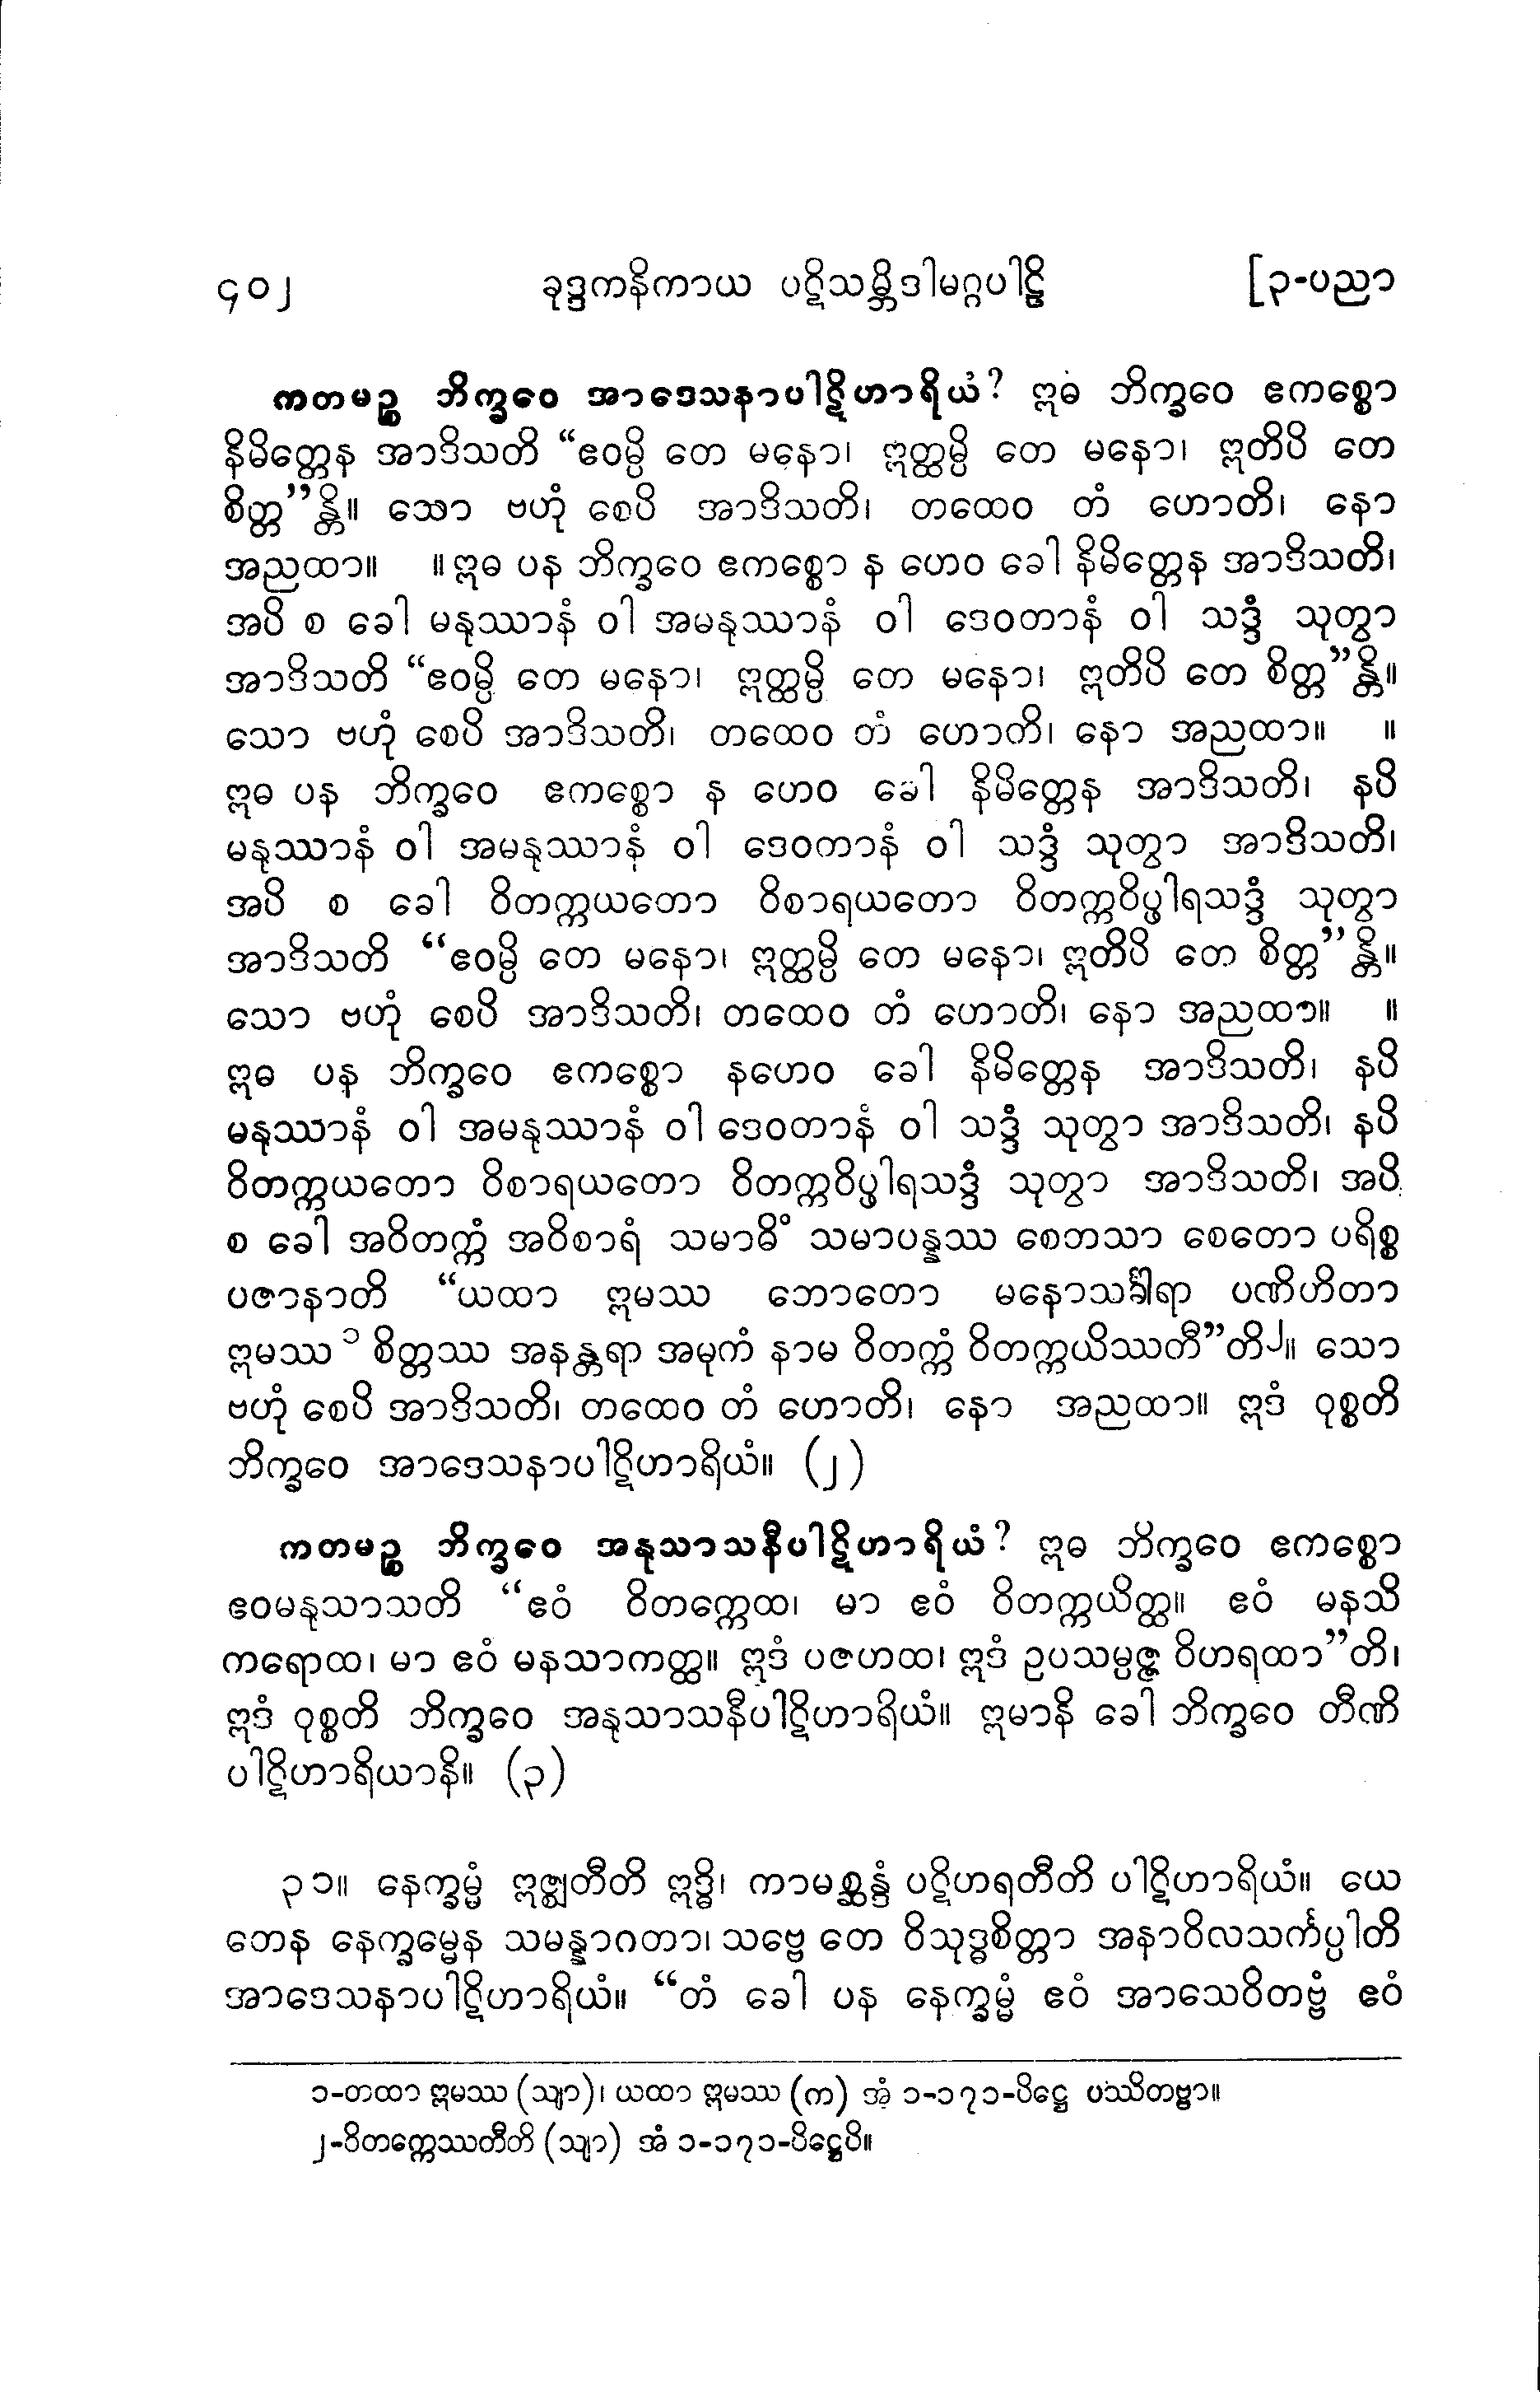 ၄၀၂ ခုဒ္ဒကနိကာယ ပဋိသမ္ဘိဒါမဂ္ဂပါဠိ [၃-ပညာ
ကတမဉ္စ ဘိက္ခဝေ အာဒေသနာပါဋိဟာရိယံ? ဣဓ ဘိက္ခဝေ ဧကစ္စော
နိမိတ္တေန အာဒိသတိ “ဧဝမ္ပိ တေ မနော၊ ဣတ္ထမ္ပိ တေ မနော၊ ဣတိပိ တေ
စိတ္တ”န္တိ။ သော ဗဟုံ စေပိ အာဒိသတိ၊ တထေဝ တံ ဟောတိ၊ နော
အညထာ။ ။ ဣဓ ပန ဘိက္ခဝေ ဧကစ္စော န ဟေဝ ခေါ နိမိတ္တေန အာဒိသတိ၊
အပိ စ ခေါ မနုဿာနံ ဝါ အမနုဿာနံ ဝါ ဒေဝတာနံ ဝါ သဒ္ဒံ သုတွာ
အာဒိသတိ “ဧဝမ္ပိ တေ မနော၊ ဣတ္ထမ္ပိ တေ မနော၊ ဣတိပိ တေ စိတ္တ”န္တိ။
သော ဗဟုံ စေပိ အာဒိသတိ၊ တထေဝ တံ ဟောတိ၊ နော အညထာ။ ။
ဣဓ ပန ဘိက္ခဝေ ဧကစ္စော န ဟေဝ ခေါ နိမိတ္တေန အာဒိသတိ၊ နပိ
မနုဿာနံ ဝါ အမနုဿာနံ ဝါ ဒေဝတာနံ ဝါ သဒ္ဒံ သုတွာ အာဒိသတိ၊
အပိ စ ခေါ ဝိတက္ကယတော ဝိစာရယတော ဝိတက္ကဝိပ္ဖါရသဒ္ဒံ သုတွာ
အာဒိသတိ “ဧဝမ္ပိ တေ မနော၊ ဣတ္ထမ္ပိ တေ မနော၊ ဣတိပိ တေ စိတ္တ”န္တိ။
သော ဗဟုံ စေပိ အာဒိသတိ၊ တထေဝ တံ ဟောတိ၊ နော အညထာ။ ။
ဣဓ ပန ဘိက္ခဝေ ဧကစ္စော နဟေဝ ခေါ နိမိတ္တေန အာဒိသတိ၊ နပိ
မနုဿာနံ ဝါ အမနုဿာနံ ဝါ ဒေဝတာနံ ဝါ သဒ္ဒံ သုတွာ အာဒိသတိ၊ နပိ
ဝိတက္ကယတော ဝိစာရယတော ဝိတက္ကဝိပ္ဖါရသဒ္ဒံ သုတွာ အာဒိသတိ၊ အပိ
စ ခေါ အဝိတက္ကံ အဝိစာရံ သမာဓိံ သမာပန္နဿ စေတသာ စေတော ပရိစ္စ
ပဇာနာတိ “ယထာ ဣမဿ ဘောတော မနောသင်္ခါရာ ပဏိဟိတာ
ဣမဿ ၁ စိတ္တဿ အနန္တရာ အမုကံ နာမ ဝိတက္ကံ ဝိတက္ကယိဿတီ”တိ၂။ သော
ဗဟုံ စေပိ အာဒိသတိ၊ တထေဝ တံ ဟောတိ၊ နော အညထာ။ ဣဒံ ဝုစ္စတိ
ဘိက္ခဝေ အာဒေသနာပါဋိဟာရိယံ။ (၂)
ကတမဉ္စ ဘိက္ခဝေ အနုသာသနီပါဋိဟာရိယံ? ဣဓ ဘိက္ခဝေ ဧကစ္စော
ဧဝမနုသာသတိ “ဧဝံ ဝိတက္ကေထ၊ မာ ဧဝံ ဝိတက္ကယိတ္ထ။ ဧဝံ မနသိ
ကရောထ၊ မာ ဧဝံ မနသာကတ္ထ။ ဣဒံ ပဇဟထ၊ ဣဒံ ဥပသမ္ပဇ္ဇ ဝိဟရထာ”တိ၊
ဣဒံ ဝုစ္စတိ ဘိက္ခဝေ အနုသာသနီပါဋိဟာရိယံ။ ဣမာနိ ခေါ ဘိက္ခဝေ တီဏိ
ပါဋိဟာရိယာနိ။ (၃)
၃၁။ နေက္ခမ္မံ ဣဇ္ဈတီတိ ဣဒ္ဓိ၊ ကာမစ္ဆန္ဒံ ပဋိဟရတီတိ ပါဋိဟာရိယံ။ ယေ
တေန နေက္ခမ္မေန သမန္နာဂတာ၊ သဗ္ဗေ တေ ဝိသုဒ္ဓစိတ္တာ အနာဝိလသင်္ကပ္ပါတိ
အာဒေသနာပါဋိဟာရိယံ။ “တံ ခေါ ပန နေက္ခမ္မံ ဧဝံ အာသေဝိတဗ္ဗံ ဧဝံ
၁-တထာ ဣမဿ (သျာ)၊ ယထာ ဣမဿ (က) အံ ၁-၁၇၁-ပိဋ္ဌေ ပဿိတဗ္ဗာ။
၂-ဝိတက္ကေဿတီတိ (သျာ) အံ ၁-၁၇၁-ပိဋ္ဌေပိ။